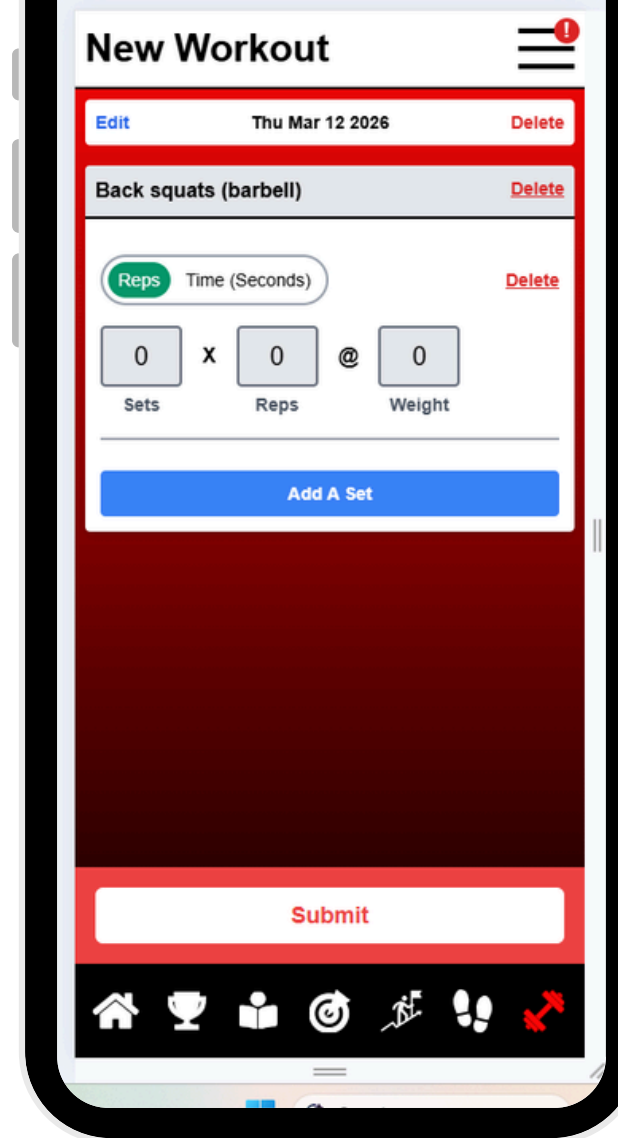 New Workout
!
Edit Thu Mar 12 2026 Delete
Back squats (barbell) Delete
Reps Time (Seconds) Delete
0 X 0 @ 0
Sets Reps Weight
Add A Set
Submit